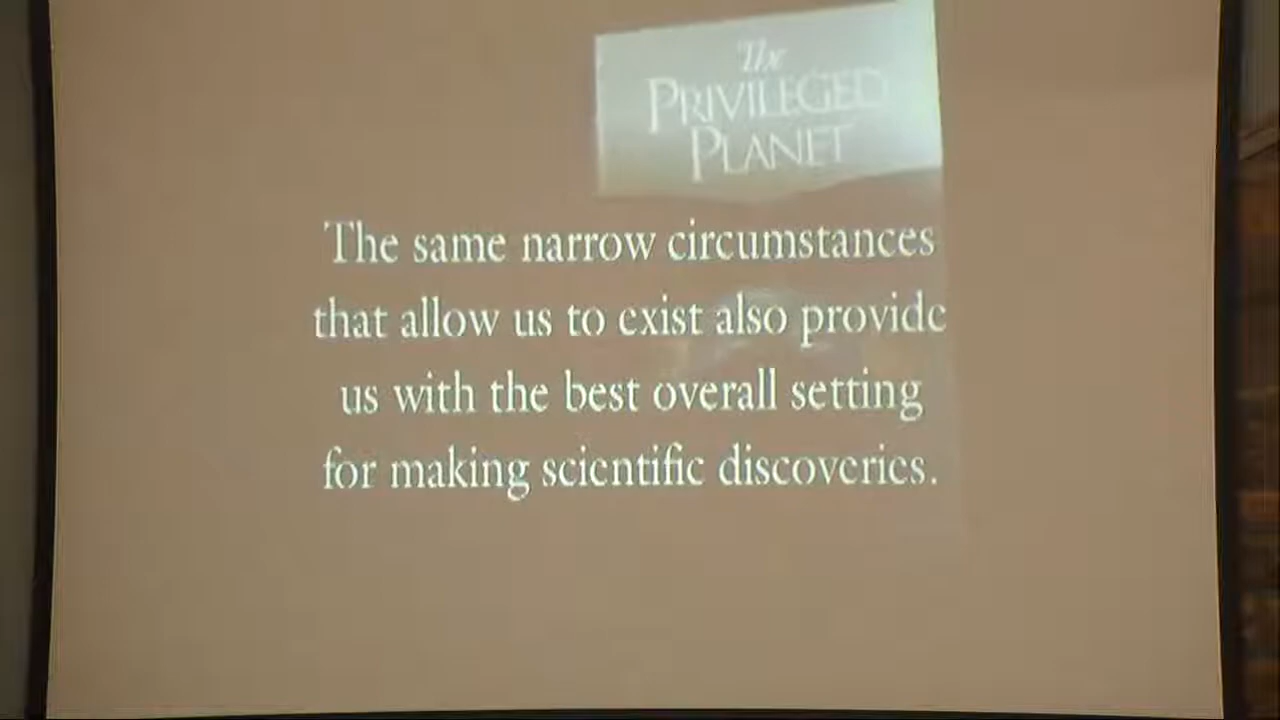 The
PRIVILEGED
PLANET
The same narrow circumstances
that allow us to exist also provide
us with the best overall setting
for making scientific discoveries.